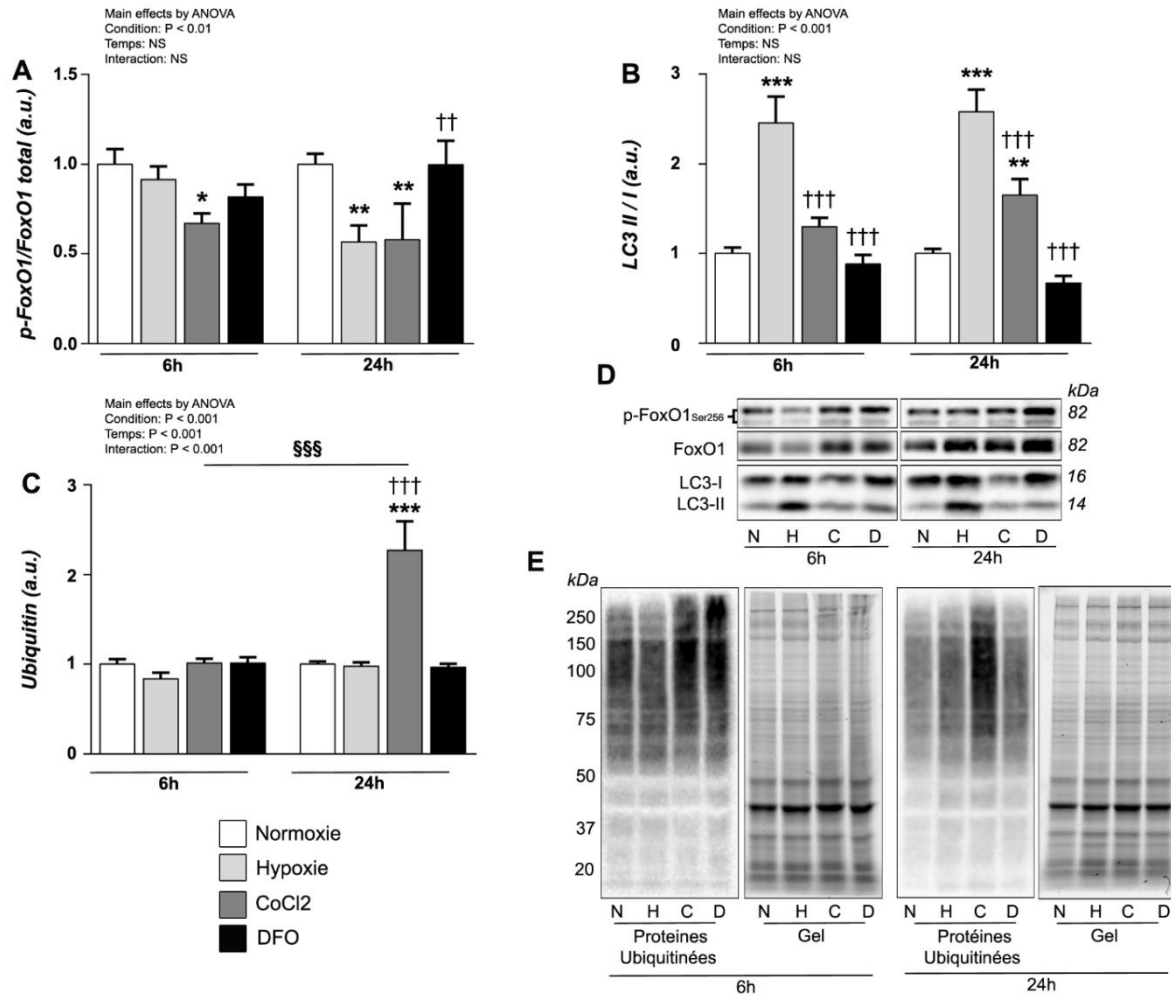 Main effects by ANOVA
Condition: P < 0.01
Temps: NS
Interaction: NS
A
p-FoxO1/FoxO1 total (a.u.)
1.5
1.0
0.5
0.0
*
**
**
††
6h
24h
Main effects by ANOVA
Condition: P < 0.001
Temps: NS
Interaction: NS
B
LC3 II / I (a.u.)
3
2
1
0
***
†††
†††
***
†††
**
†††
6h
24h
Main effects by ANOVA
Condition: P < 0.001
Temps: P < 0.001
Interaction: P < 0.001
§§§
C
Ubiquitin (a.u.)
3
2
1
0
†††
***
6h
24h
Normoxie
Hypoxie
CoCl2
DFO
D
kDa
p-FoxO1Ser256 82
FoxO1 82
LC3-I 16
LC3-II 14
N H C D N H C D
6h 24h
E
kDa
250
150
100
75
50
37
20
N H C D N H C D N H C D N H C D
Proteines Gel Protéines Gel
Ubiquitinées Ubiquitinées
6h 24h